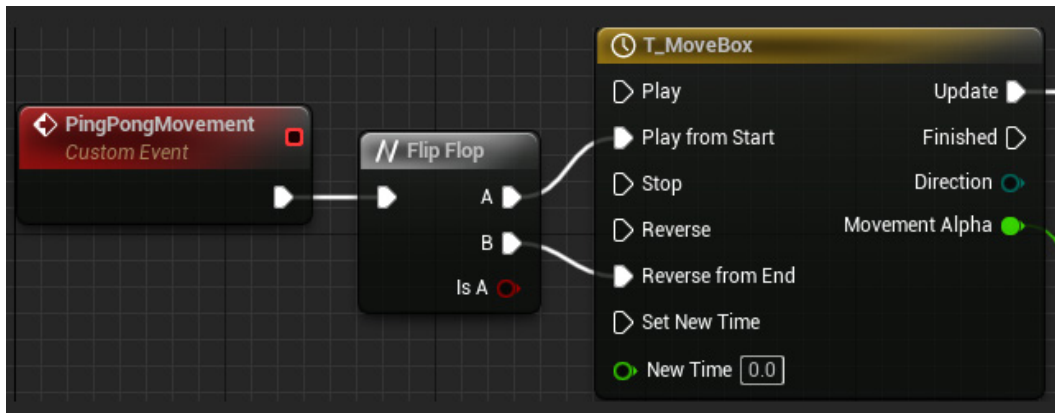 PingPongMovement
Custom Event
Flip Flop
A
B
Is A
T_MoveBox
Play
Update
Play from Start
Finished
Stop
Direction
Reverse
Movement Alpha
Reverse from End
Set New Time
New Time 0.0